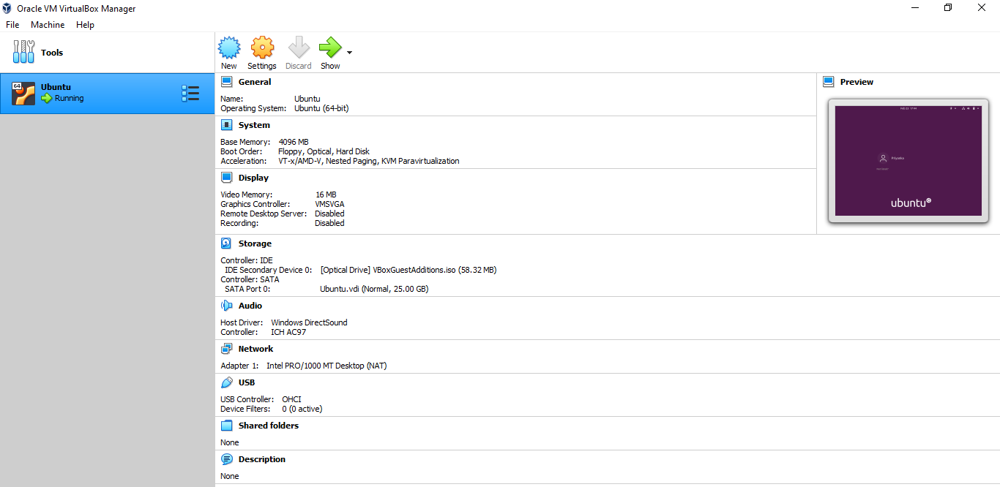 Oracle VM VirtualBox Manager
File Machine Help
Tools
New Settings Discard Show
64
Ubuntu
Running
General
Name: Ubuntu
Operating System: Ubuntu (64-bit)
System
Base Memory: 4096 MB
Boot Order: Floppy, Optical, Hard Disk
Acceleration: VT-x/AMD-V, Nested Paging, KVM Paravirtualization
Display
Video Memory: 16 MB
Graphics Controller: VMSVGA
Remote Desktop Server: Disabled
Recording: Disabled
Preview
Feb 23 17:44
Priyanka
Not listed?
ubuntu®
Storage
Controller: IDE
IDE Secondary Device 0: [Optical Drive] VBoxGuestAdditions.iso (58.32 MB)
Controller: SATA
SATA Port 0: Ubuntu.vdi (Normal, 25.00 GB)
Audio
Host Driver: Windows DirectSound
Controller: ICH AC97
Network
Adapter 1: Intel PRO/1000 MT Desktop (NAT)
USB
USB Controller: OHCI
Device Filters: 0 (0 active)
Shared folders
None
Description
None